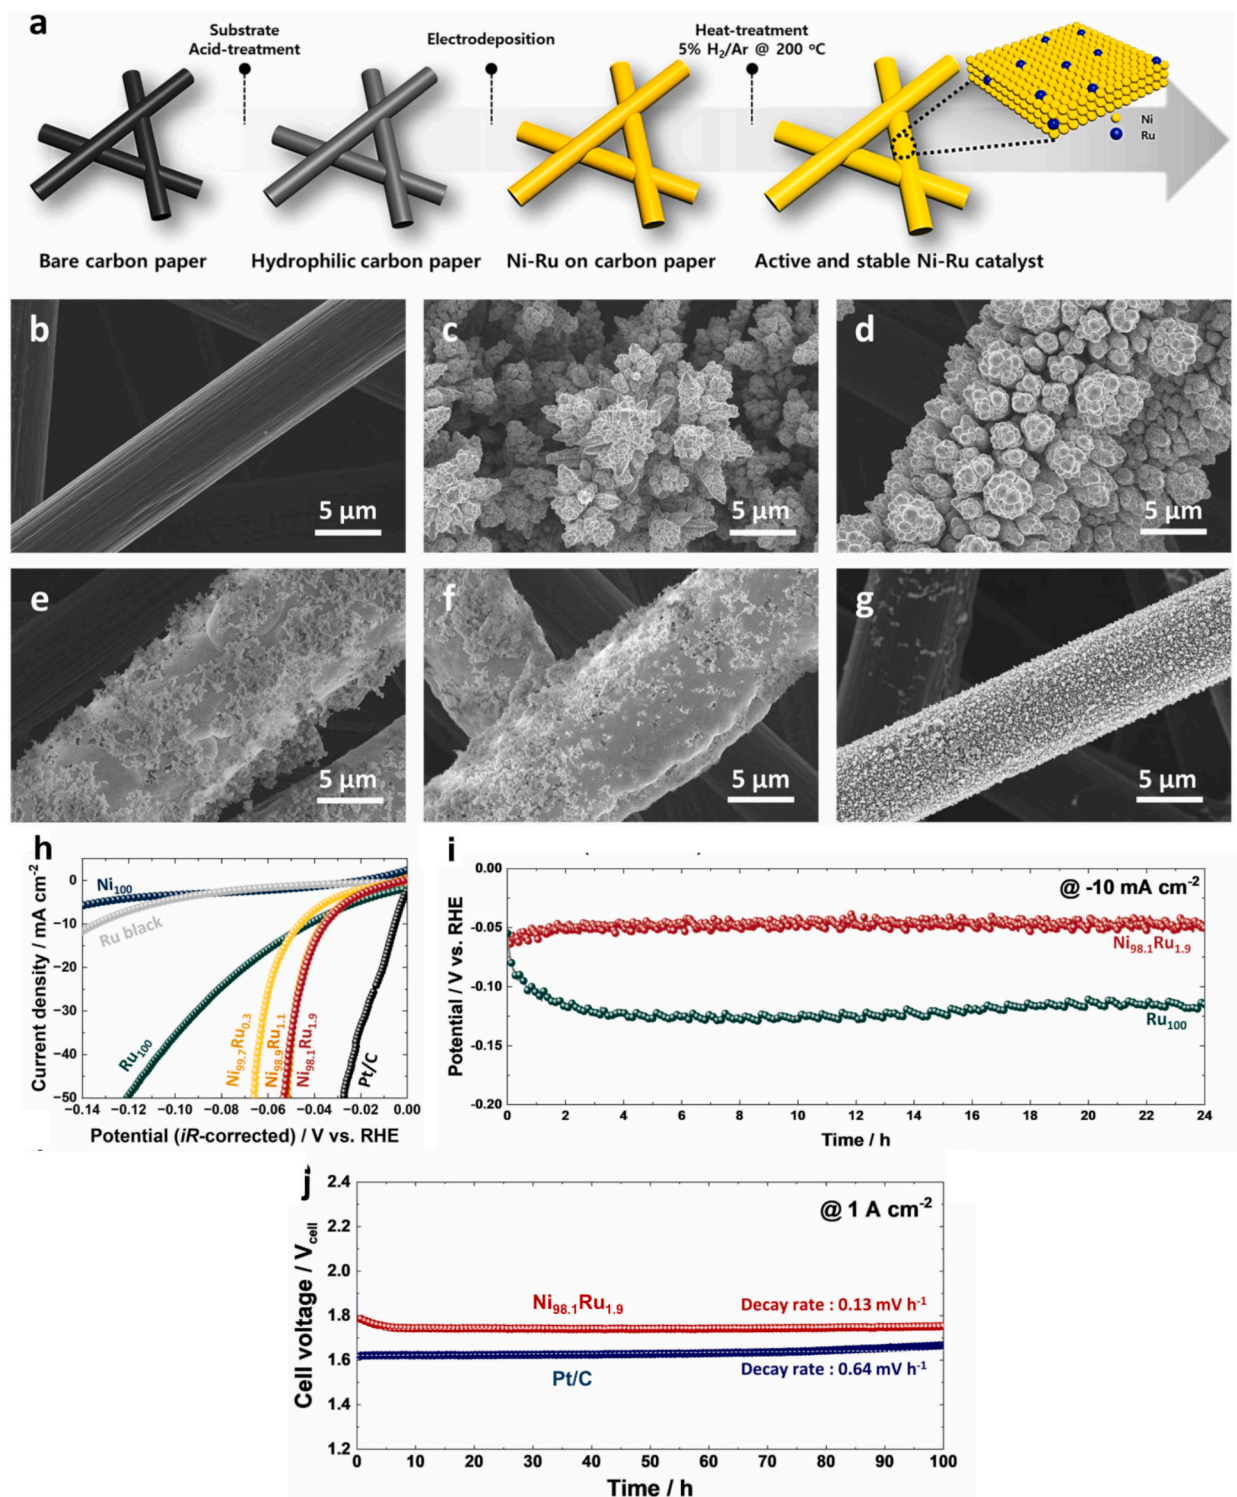 a
Substrate
Acid-treatment
Electrodeposition
Heat-treatment
5% H₂/Ar @ 200 °C
Ni
Ru
Bare carbon paper
Hydrophilic carbon paper
Ni-Ru on carbon paper
Active and stable Ni-Ru catalyst
b
5 μm
c
5 μm
d
5 μm
e
5 μm
f
5 μm
g
5 μm
h
Current density / mA cm⁻²
0
−10
−20
−30
−40
−50
Ni₁₀₀
Ru black
Ru₁₀₀
Ni₉₉.₇Ru₀.₃
Ni₉₈.₉Ru₁.₁
Ni₉₈.₁Ru₁.₉
Pt/C
−0.14 −0.12 −0.10 −0.08 −0.06 −0.04 −0.02 0.00
Potential (iR-corrected) / V vs. RHE
i
Potential / V vs. RHE
0.00
-0.05
-0.10
-0.15
-0.20
@ -10 mA cm⁻²
Ni₉₈.₁Ru₁.₉
Ru₁₀₀
0 2 4 6 8 10 12 14 16 18 20 22 24
Time / h
j
Cell voltage / V_cell
2.4
2.2
2.0
1.8
1.6
1.4
1.2
@ 1 A cm⁻²
Ni₉₈.₁Ru₁.₉
Decay rate : 0.13 mV h⁻¹
Pt/C
Decay rate : 0.64 mV h⁻¹
0 10 20 30 40 50 60 70 80 90 100
Time / h